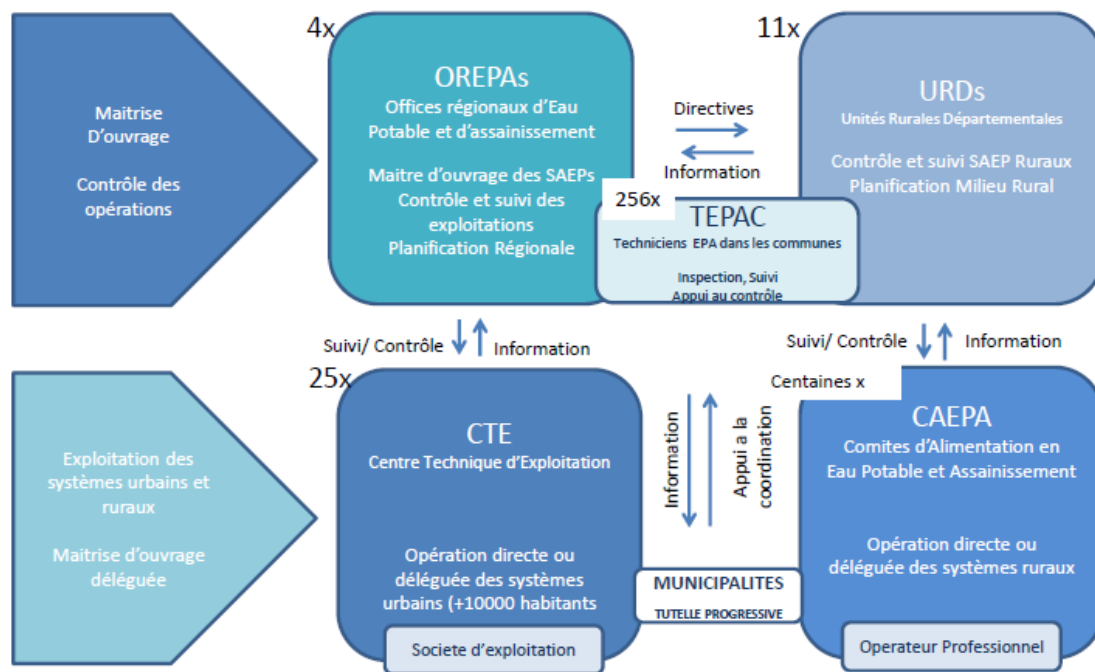 Maitrise
D'ouvrage
Contrôle des
opérations
4x
OREPAs
Offices régionaux d'Eau
Potable et d'assainissement
Maitre d'ouvrage des SAEPs
Contrôle et suivi des
exploitations
Planification Régionale
Directives
Information
11x
URDs
Unités Rurales Départementales
Contrôle et suivi SAEP Ruraux
Planification Milieu Rural
256x
TEPAC
Techniciens EPA dans les communes
Inspection, Suivi
Appui au contrôle
Suivi/ Contrôle
Information
Suivi/ Contrôle
Information
Exploitation des
systèmes urbains et
ruraux
Maitrise d'ouvrage
déléguée
25x
CTE
Centre Technique d'Exploitation
Opération directe ou
déléguée des systèmes
urbains (+10000 habitants
Societe d'exploitation
Information
Appui a la
coordination
MUNICIPALITES
TUTELLE PROGRESSIVE
Centaines x
CAEPA
Comites d'Alimentation en
Eau Potable et Assainissement
Opération directe ou
déléguée des systèmes ruraux
Operateur Professionnel